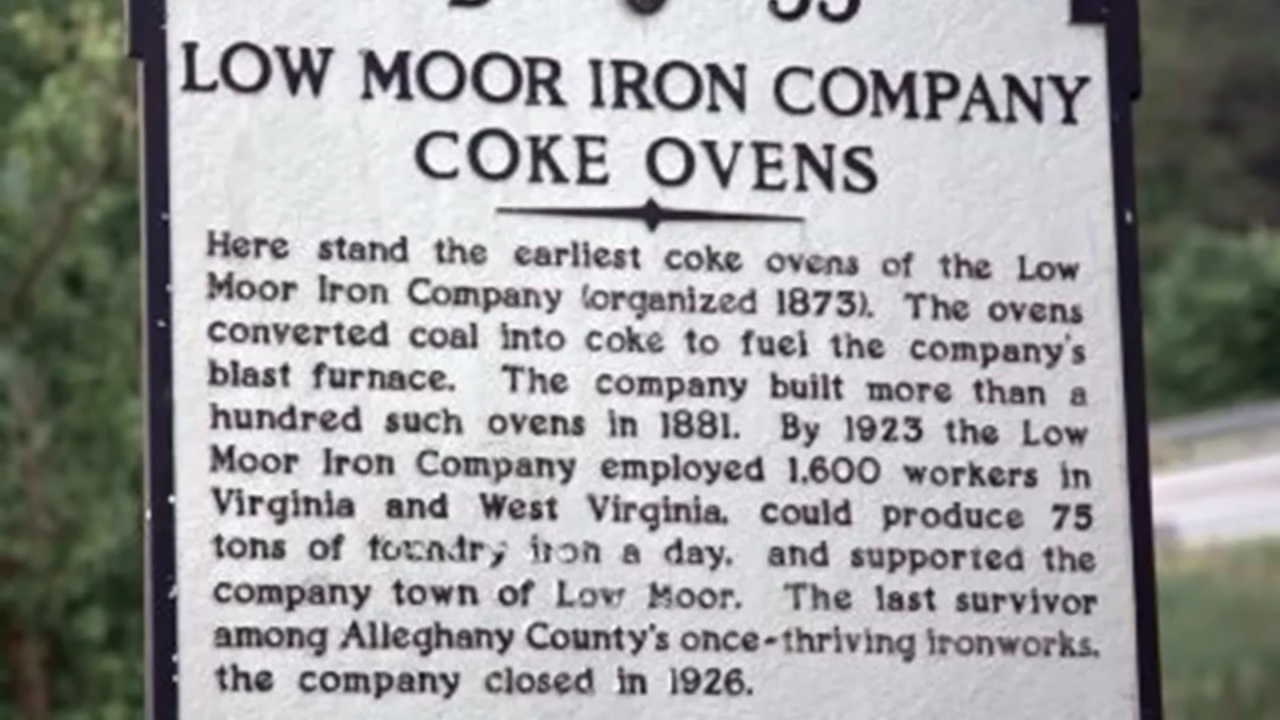 LOW MOOR IRON COMPANY
COKE OVENS
Here stand the earliest coke ovens of the Low
Moor Iron Company (organized 1873). The ovens
converted coal into coke to fuel the company's
blast furnace. The company built more than a
hundred such ovens in 1881. By 1923 the Low
Moor Iron Company employed 1,600 workers in
Virginia and West Virginia, could produce 75
tons of foundry iron a day, and supported the
company town of Low Moor. The last survivor
among Alleghany County's once-thriving ironworks,
the company closed in 1926.